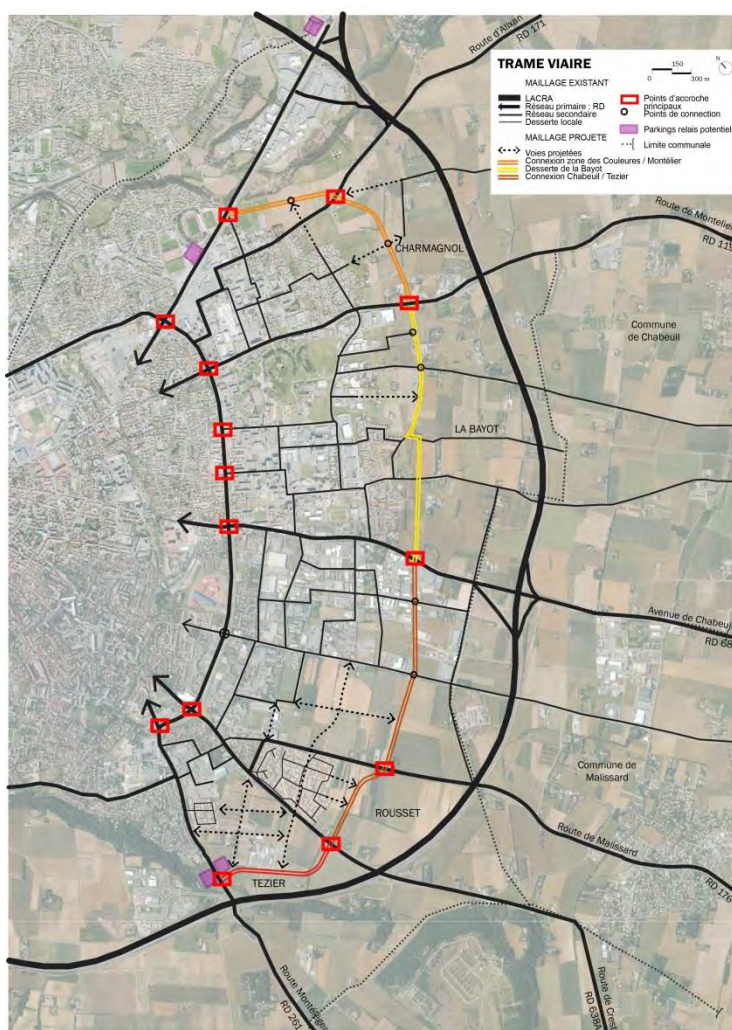 Route d'Alixan
RD 171
TRAME VIAIRE
MAILLAGE EXISTANT
LACRA
Réseau primaire : RD
Réseau secondaire
Desserte locale
MAILLAGE PROJETE
Voies projetées
Connexion zone des Couleures / Montélier
Desserte de la Bayot
Connexion Chabeuil / Tezier
150
0 300 m
N
Points d'accroche
principaux
Points de connection
Parkings relais potentiel
Limite communale
Route de Montelier
RD 119
CHARMAGNOL
Commune
de Chabeuil
LA BAYOT
Avenue de Chabeuil
RD 68
Commune de
Malissard
ROUSSET
Route de Malissard
RD 176
TEZIER
Route Montéléger
RD 261
Route de Crest
RD 538